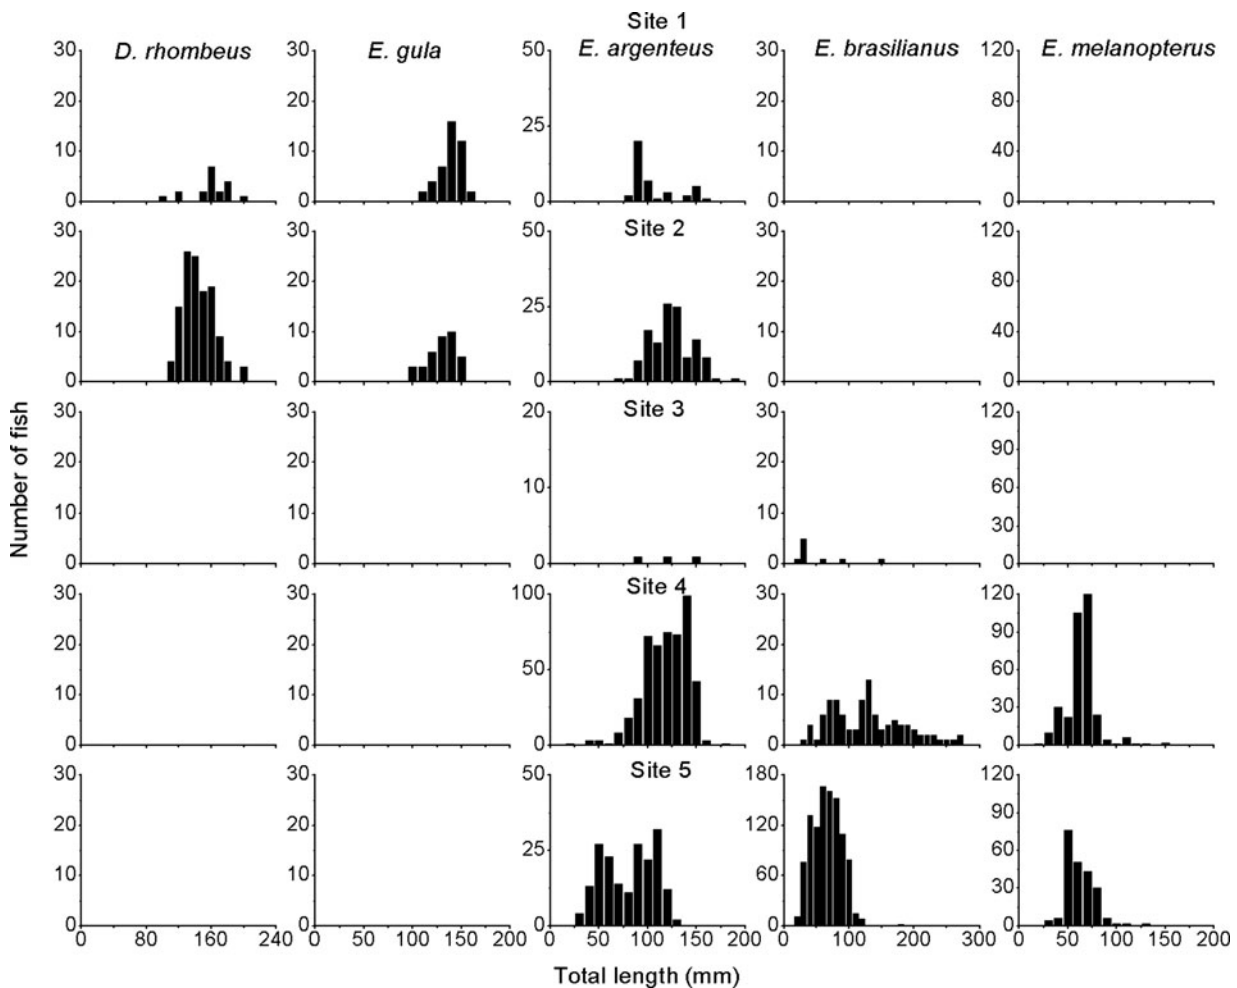 Site 1
D. rhombeus E. gula E. argenteus E. brasilianus E. melanopterus
30 30 50 30 120
20 20 20 80
25
10 10 10 40
0 0 0 0 0
0 50 100 150 200
Site 2
30 30 50 30 120
20 20 20 80
25
10 10 10 40
0 0 0 0 0
Site 3
30 30 20 30 120
20 20 20 90
10 60
10 10 10 30
0 0 0 0 0
Site 4
30 30 100 30 120
20 20 20 90
50 60
10 10 10 30
0 0 0 0 0
Site 5
30 30 50 180 120
20 20 120 90
25 60
10 10 60 30
0 0 0 0 0
0 80 160 240 0 50 100 150 200 0 50 100 150 200 0 100 200 300 0 50 100 150 200
Number of fish
Total length (mm)